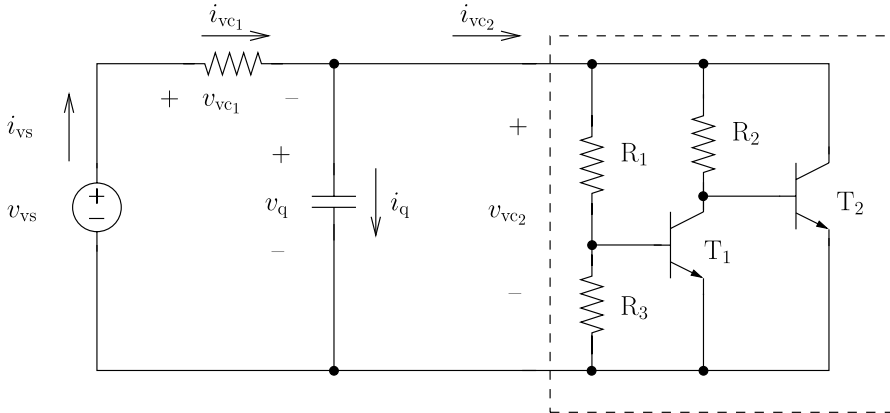 i_vc1
i_vc2
+ v_vc1 –
i_vs
+
+
R₁
R₂
v_vs
+
−
v_q
i_q
v_vc2
T₂
–
T₁
–
R₃